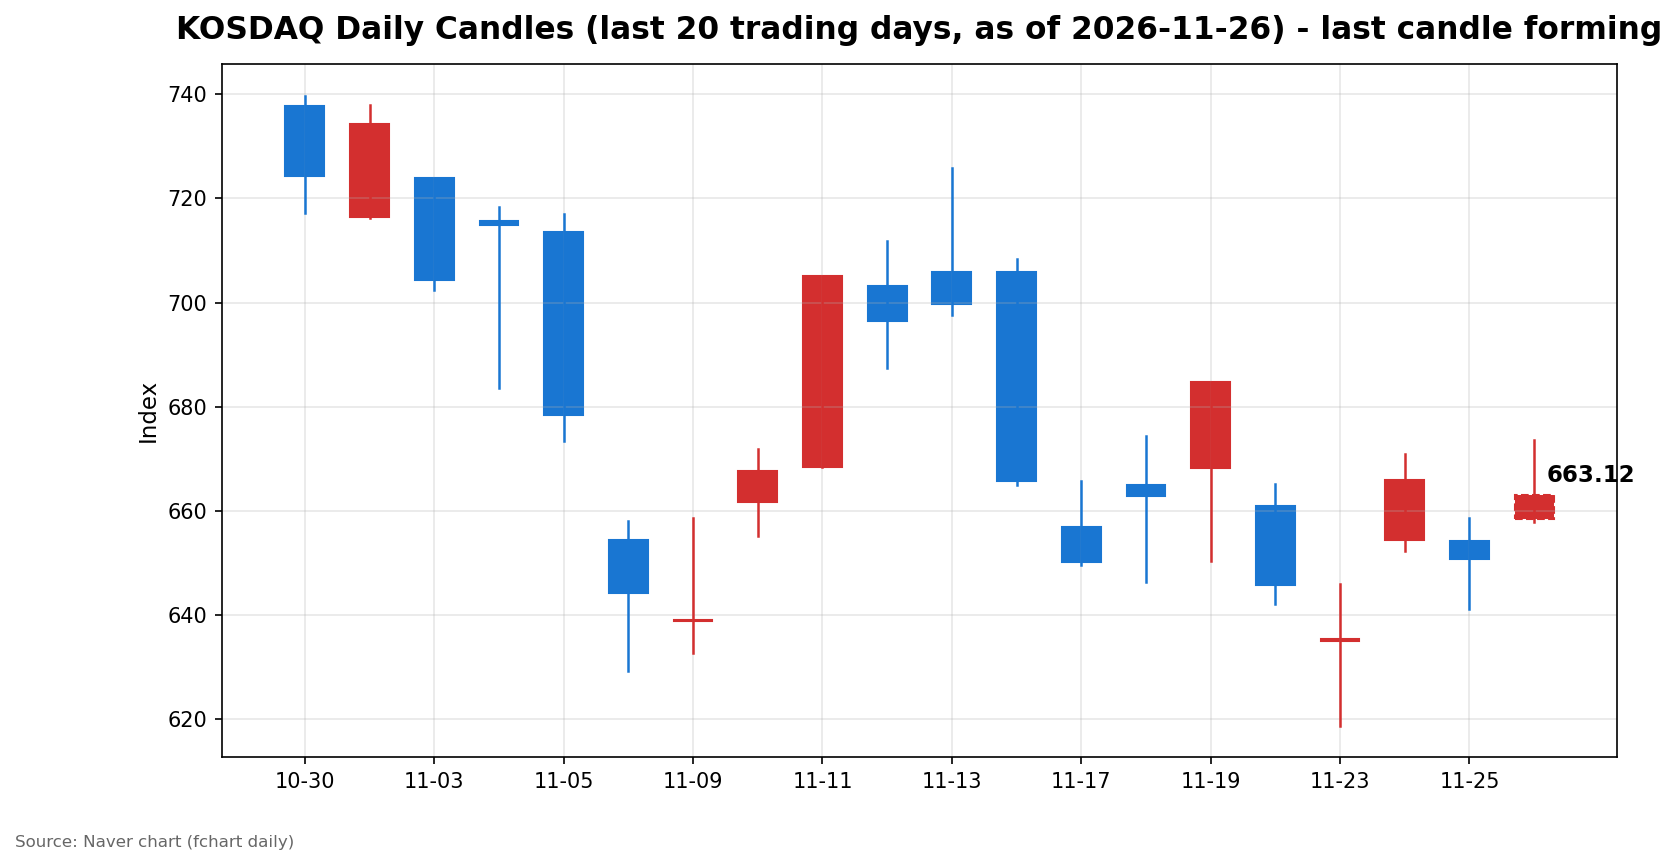 KOSDAQ Daily Candles (last 20 trading days, as of 2026-11-26) - last candle forming
740
720
700
680
660
640
620
Index
663.12
10-30 11-03 11-05 11-09 11-11 11-13 11-17 11-19 11-23 11-25
Source: Naver chart (fchart daily)